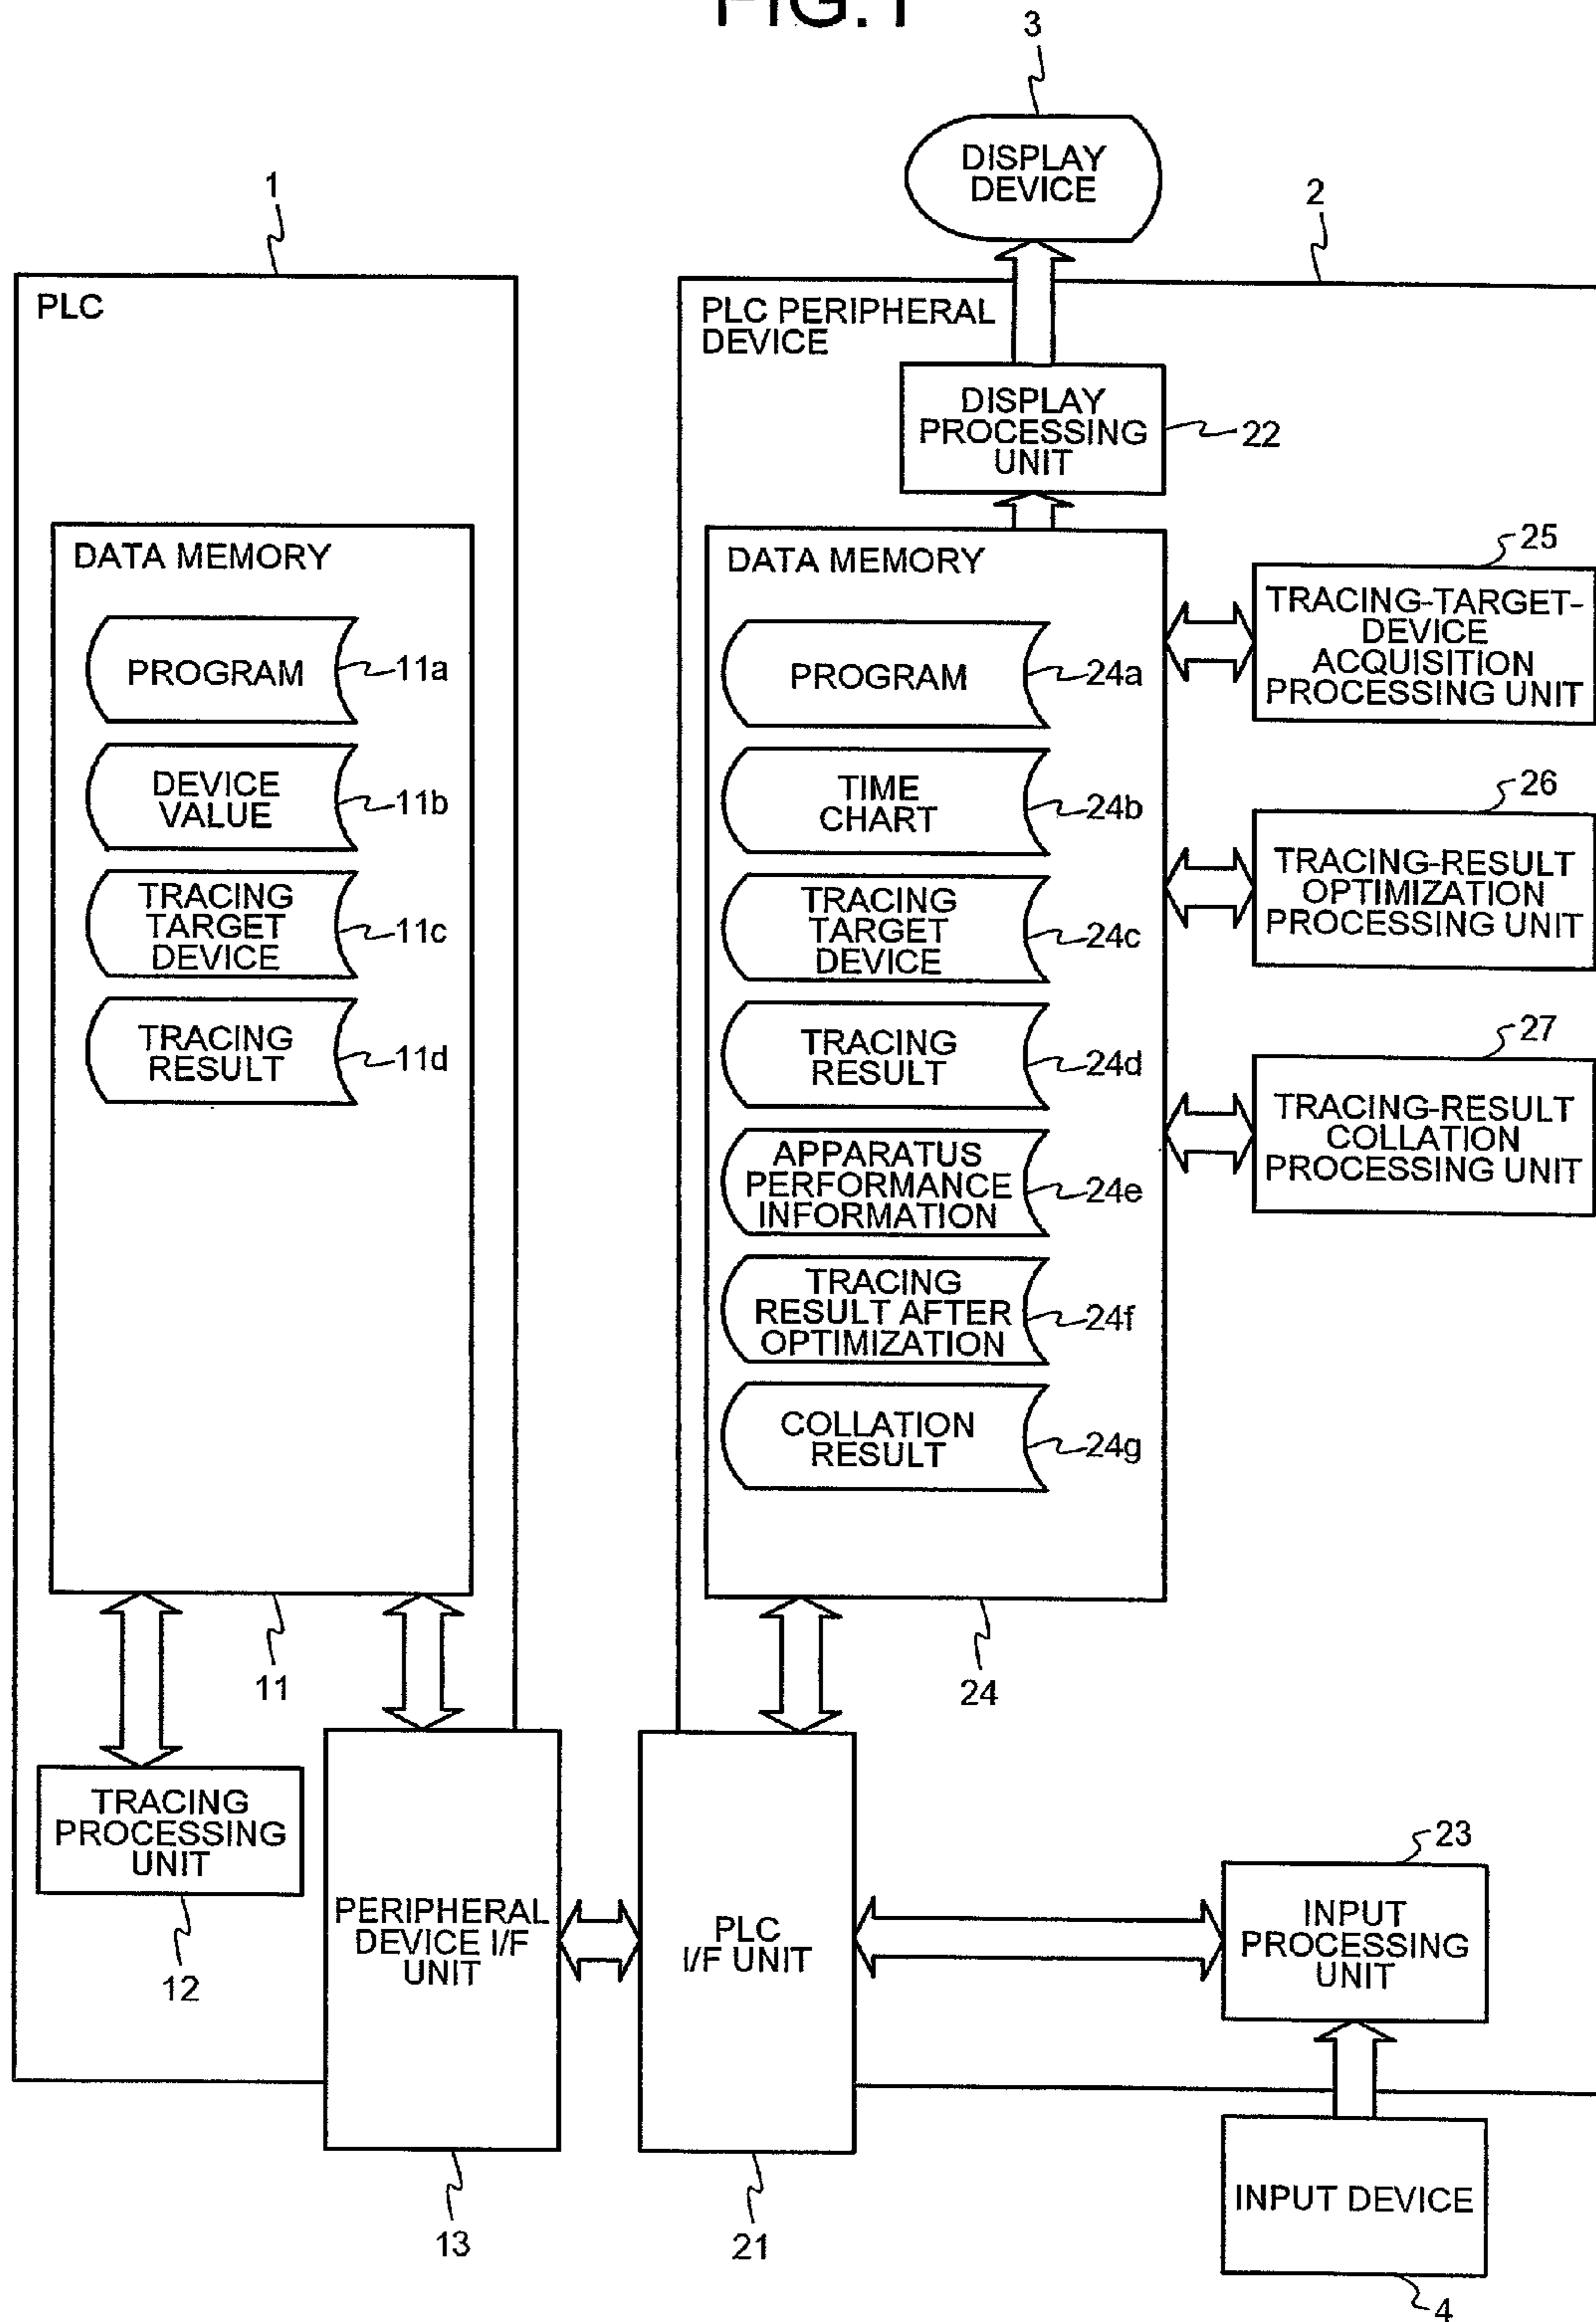 FIG.1
3
DISPLAY
DEVICE
1
2
PLC
PLC PERIPHERAL
DEVICE
DISPLAY
PROCESSING
UNIT
22
DATA MEMORY
PROGRAM
11a
DEVICE
VALUE
11b
TRACING
TARGET
DEVICE
11c
TRACING
RESULT
11d
11
TRACING
PROCESSING
UNIT
12
PERIPHERAL
DEVICE I/F
UNIT
13
DATA MEMORY
PROGRAM
24a
TIME
CHART
24b
TRACING
TARGET
DEVICE
24c
TRACING
RESULT
24d
APPARATUS
PERFORMANCE
INFORMATION
24e
TRACING
RESULT AFTER
OPTIMIZATION
24f
COLLATION
RESULT
24g
24
25
TRACING-TARGET-
DEVICE
ACQUISITION
PROCESSING UNIT
26
TRACING-RESULT
OPTIMIZATION
PROCESSING UNIT
27
TRACING-RESULT
COLLATION
PROCESSING UNIT
PLC
I/F UNIT
21
23
INPUT
PROCESSING
UNIT
INPUT DEVICE
4